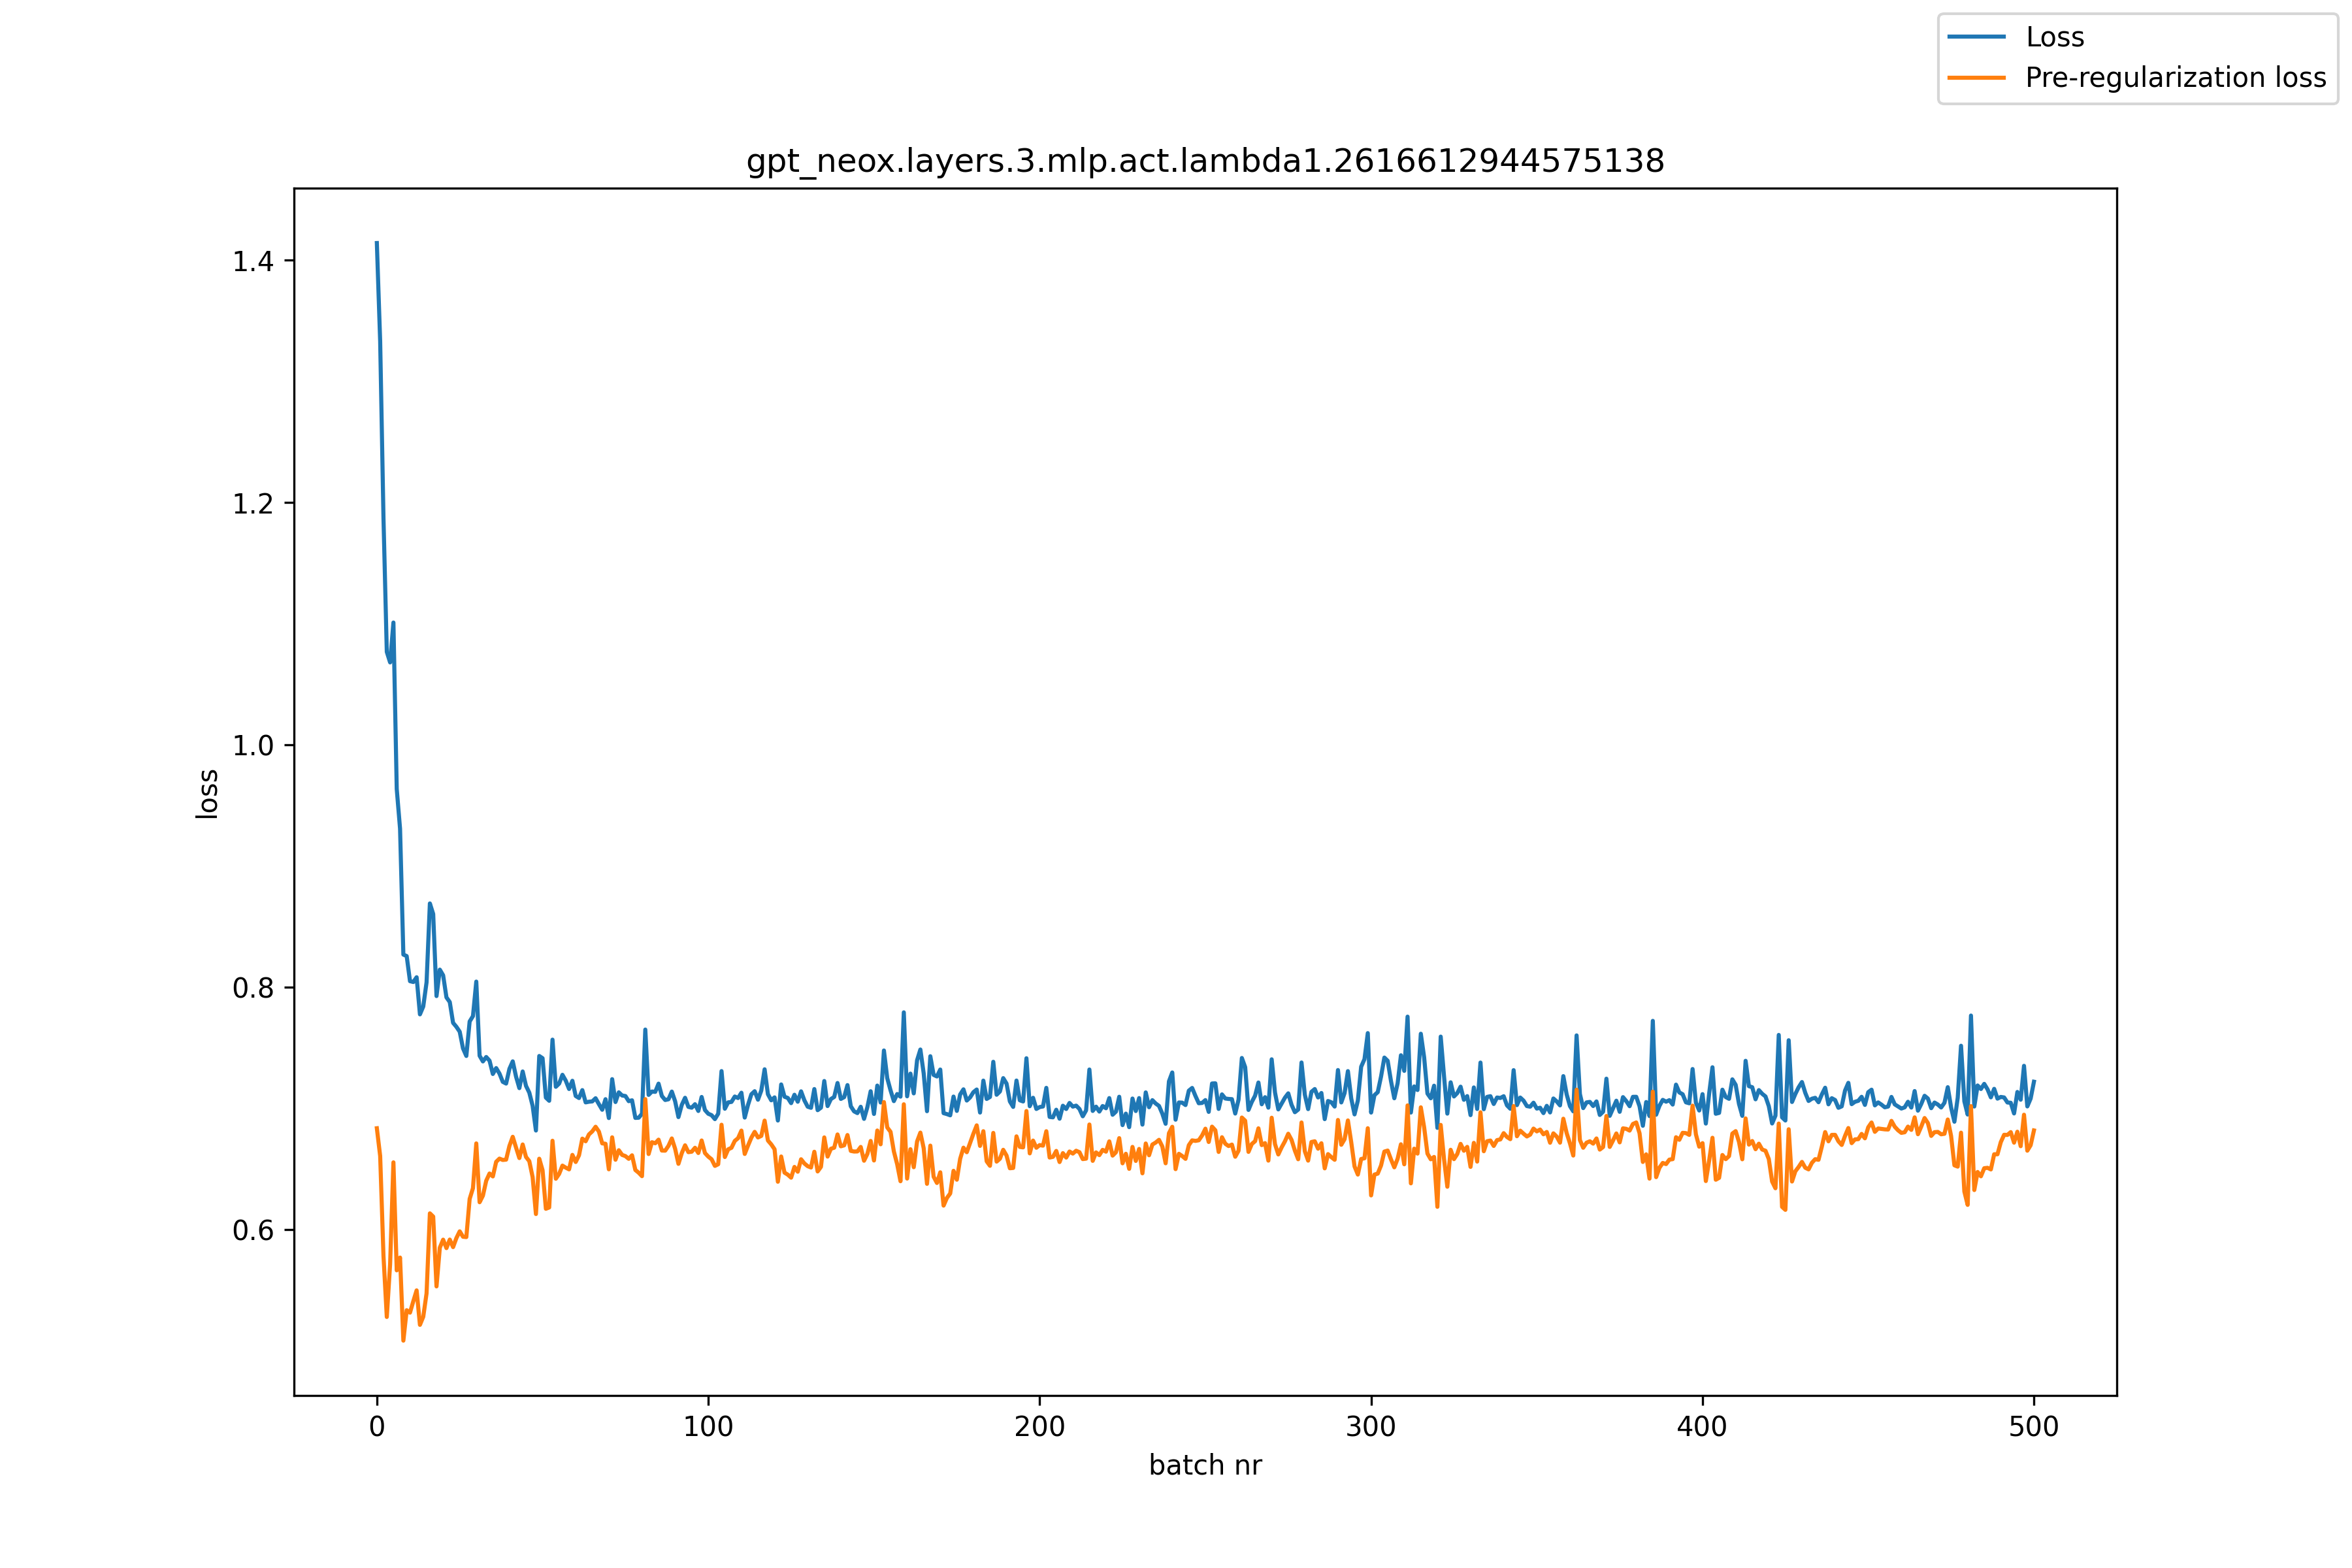 Loss
Pre-regularization loss
gpt_neox.layers.3.mlp.act.lambda1.2616612944575138
1.4
1.2
1.0
0.8
0.6
loss
0 100 200 300 400 500
batch nr